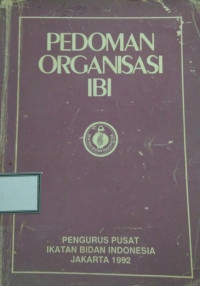 PEDOMAN
ORGANISASI
IBI
PENGURUS PUSAT
IKATAN BIDAN INDONESIA
JAKARTA 1992